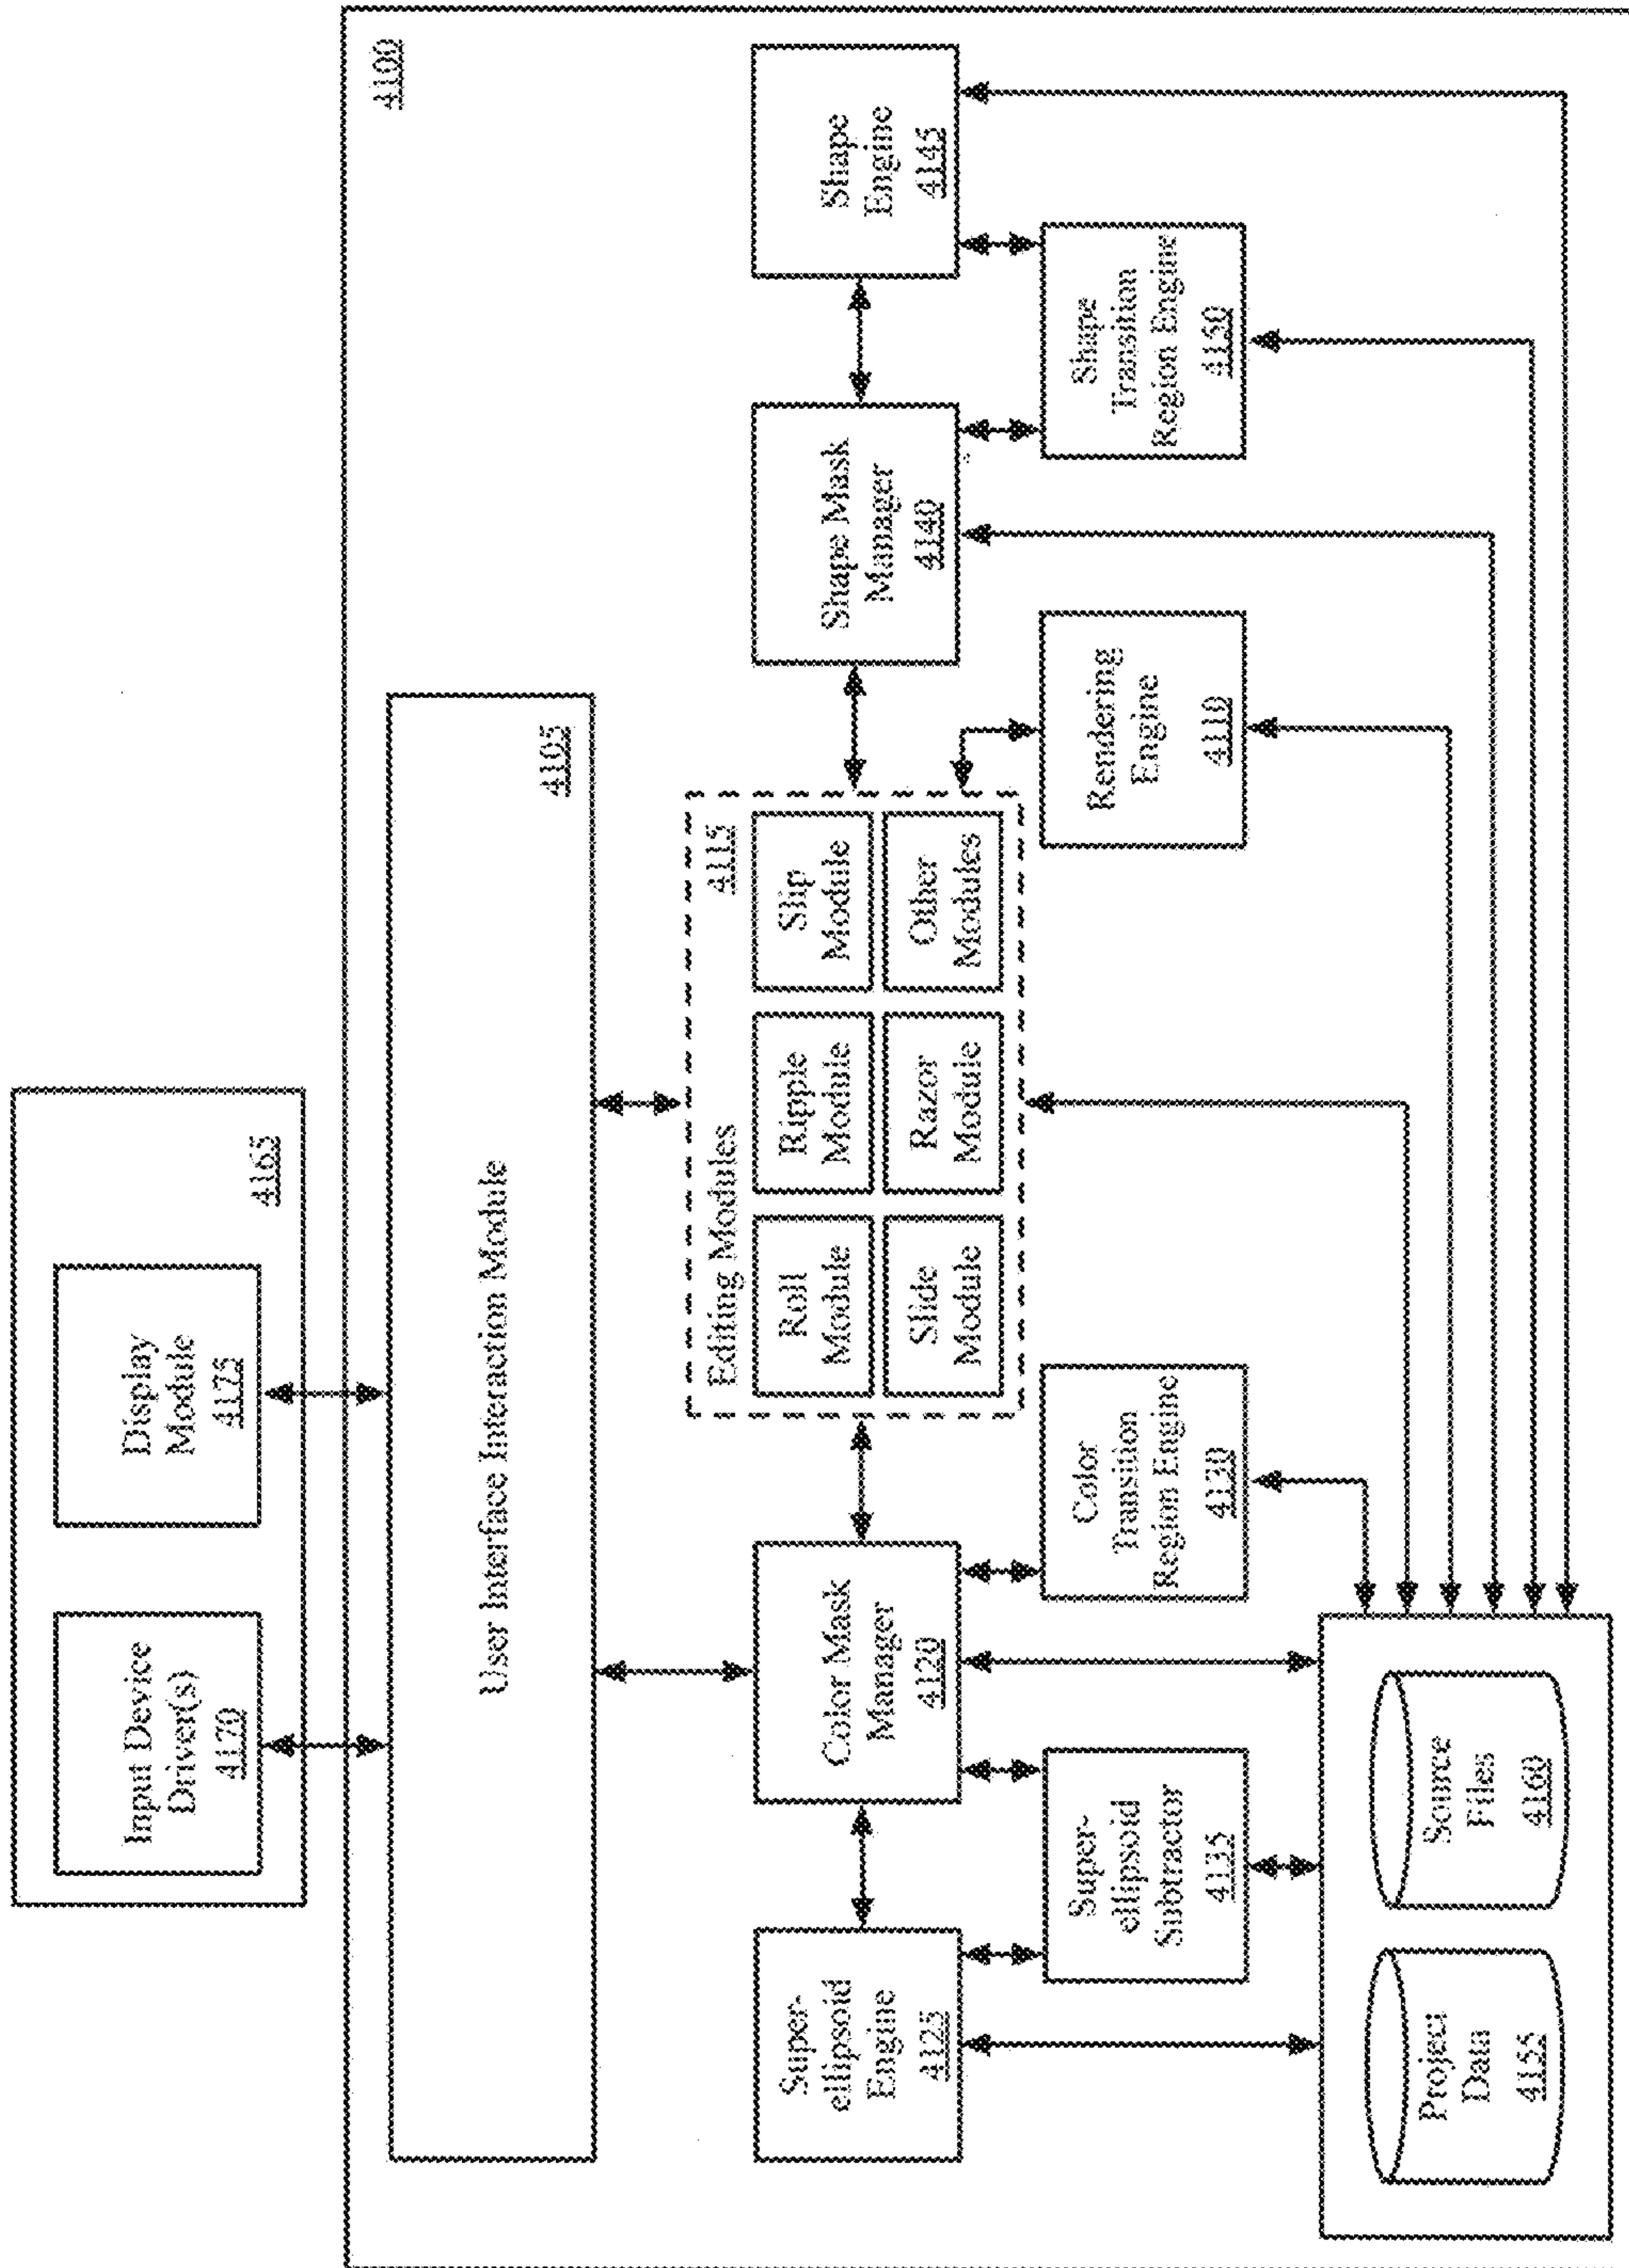 Input Device
Driver(s)
4170
Display
Module
4175
4165
4100
User Interface Interaction Module
4105
Super-
ellipsoid
Engine
4125
Color Mask
Manager
4120
Editing Modules
4115
Roll
Module
Ripple
Module
Slip
Module
Slide
Module
Razor
Module
Other
Modules
Shape Mask
Manager
4140
Shape
Engine
4145
Super-
ellipsoid
Subtractor
4135
Color
Transition
Region Engine
4130
Rendering
Engine
4110
Shape
Transition
Region Engine
4150
Project
Data
4155
Source
Files
4160